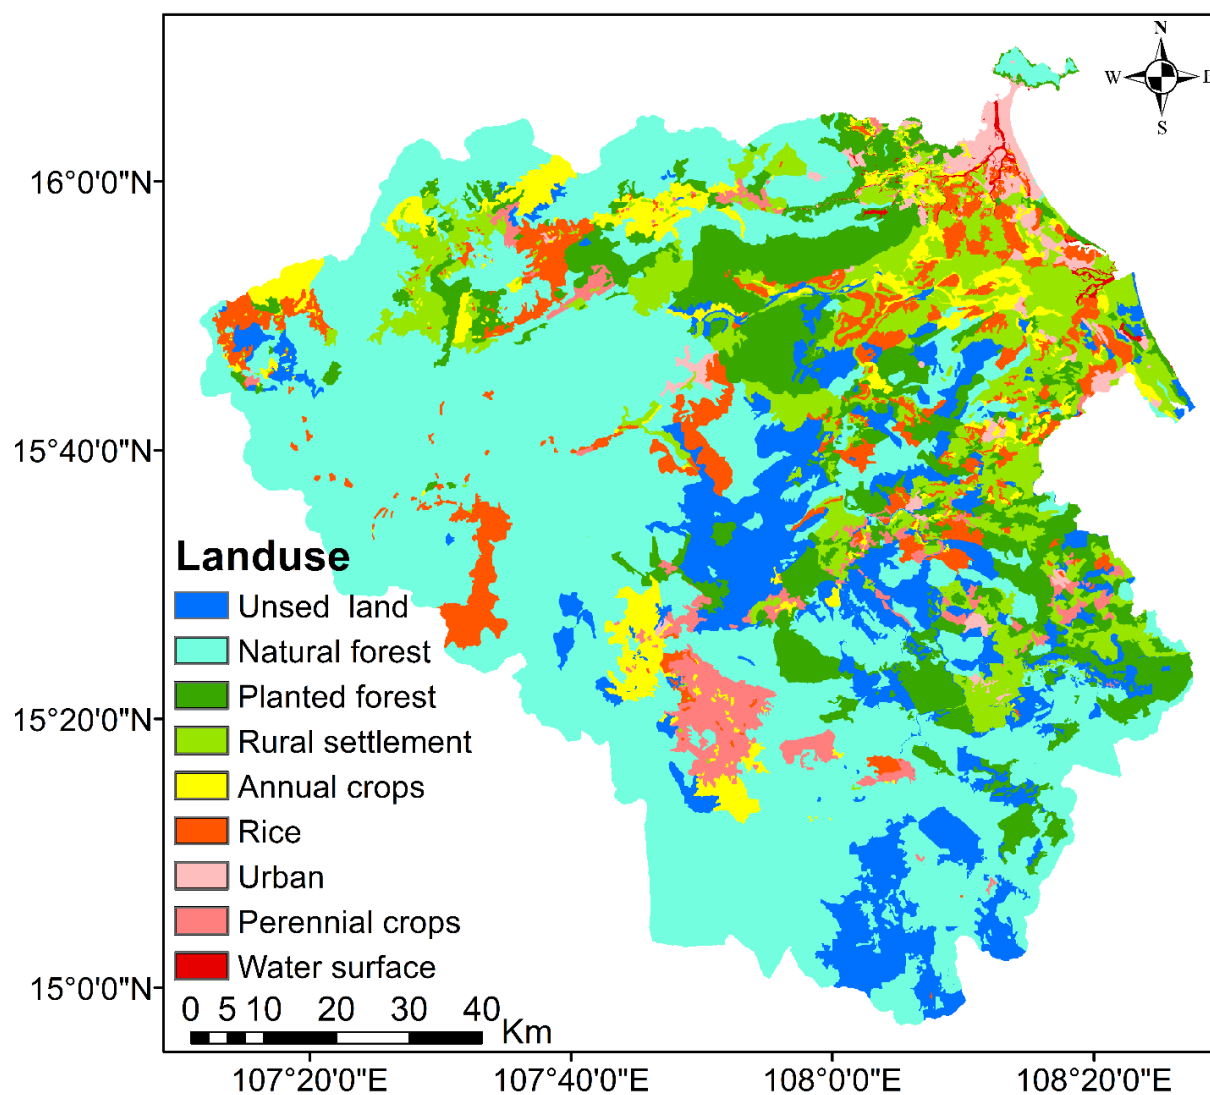 N
W
S
16°0'0"N
15°40'0"N
15°20'0"N
15°0'0"N
Landuse
Unsed land
Natural forest
Planted forest
Rural settlement
Annual crops
Rice
Urban
Perennial crops
Water surface
0 5 10 20 30 40
Km
107°20'0"E 107°40'0"E 108°0'0"E 108°20'0"E